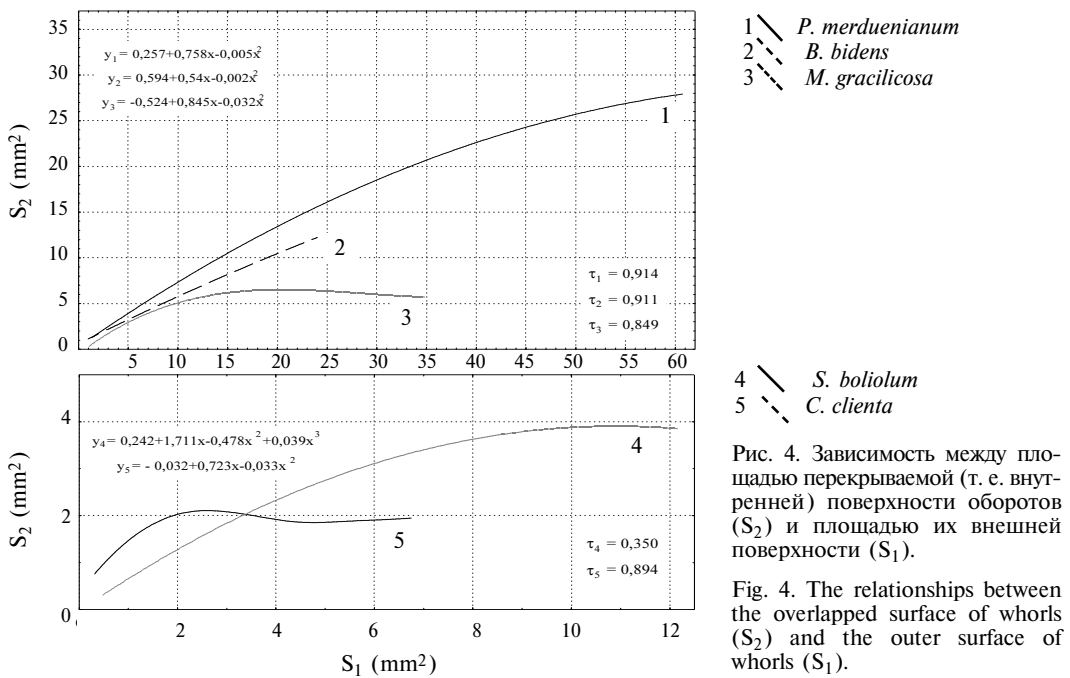 35
30
25
20
15
10
5
0
S₂ (mm²)
y₁ = 0,257+0,758x-0,005x²
y₂ = 0,594+0,54x-0,002x²
y₃ = -0,524+0,845x-0,032x²
1
2
3
τ₁ = 0,914
τ₂ = 0,911
τ₃ = 0,849
5 10 15 20 25 30 35 40 45 50 55 60
1 P. merduenianum
2 B. bidens
3 M. gracilicosa
4
2
0
S₂ (mm²)
y₄= 0,242+1,711x-0,478x²+0,039x³
y₅= - 0,032+0,723x-0,033x²
4
5
τ₄ = 0,350
τ₅ = 0,894
2 4 6 8 10 12
S₁ (mm²)
4 S. boliolum
5 C. clienta
Рис. 4. Зависимость между пло-
щадью перекрываемой (т. е. внут-
ренней) поверхности оборотов
(S₂) и площадью их внешней
поверхности (S₁).
Fig. 4. The relationships between
the overlapped surface of whorls
(S₂) and the outer surface of
whorls (S₁).